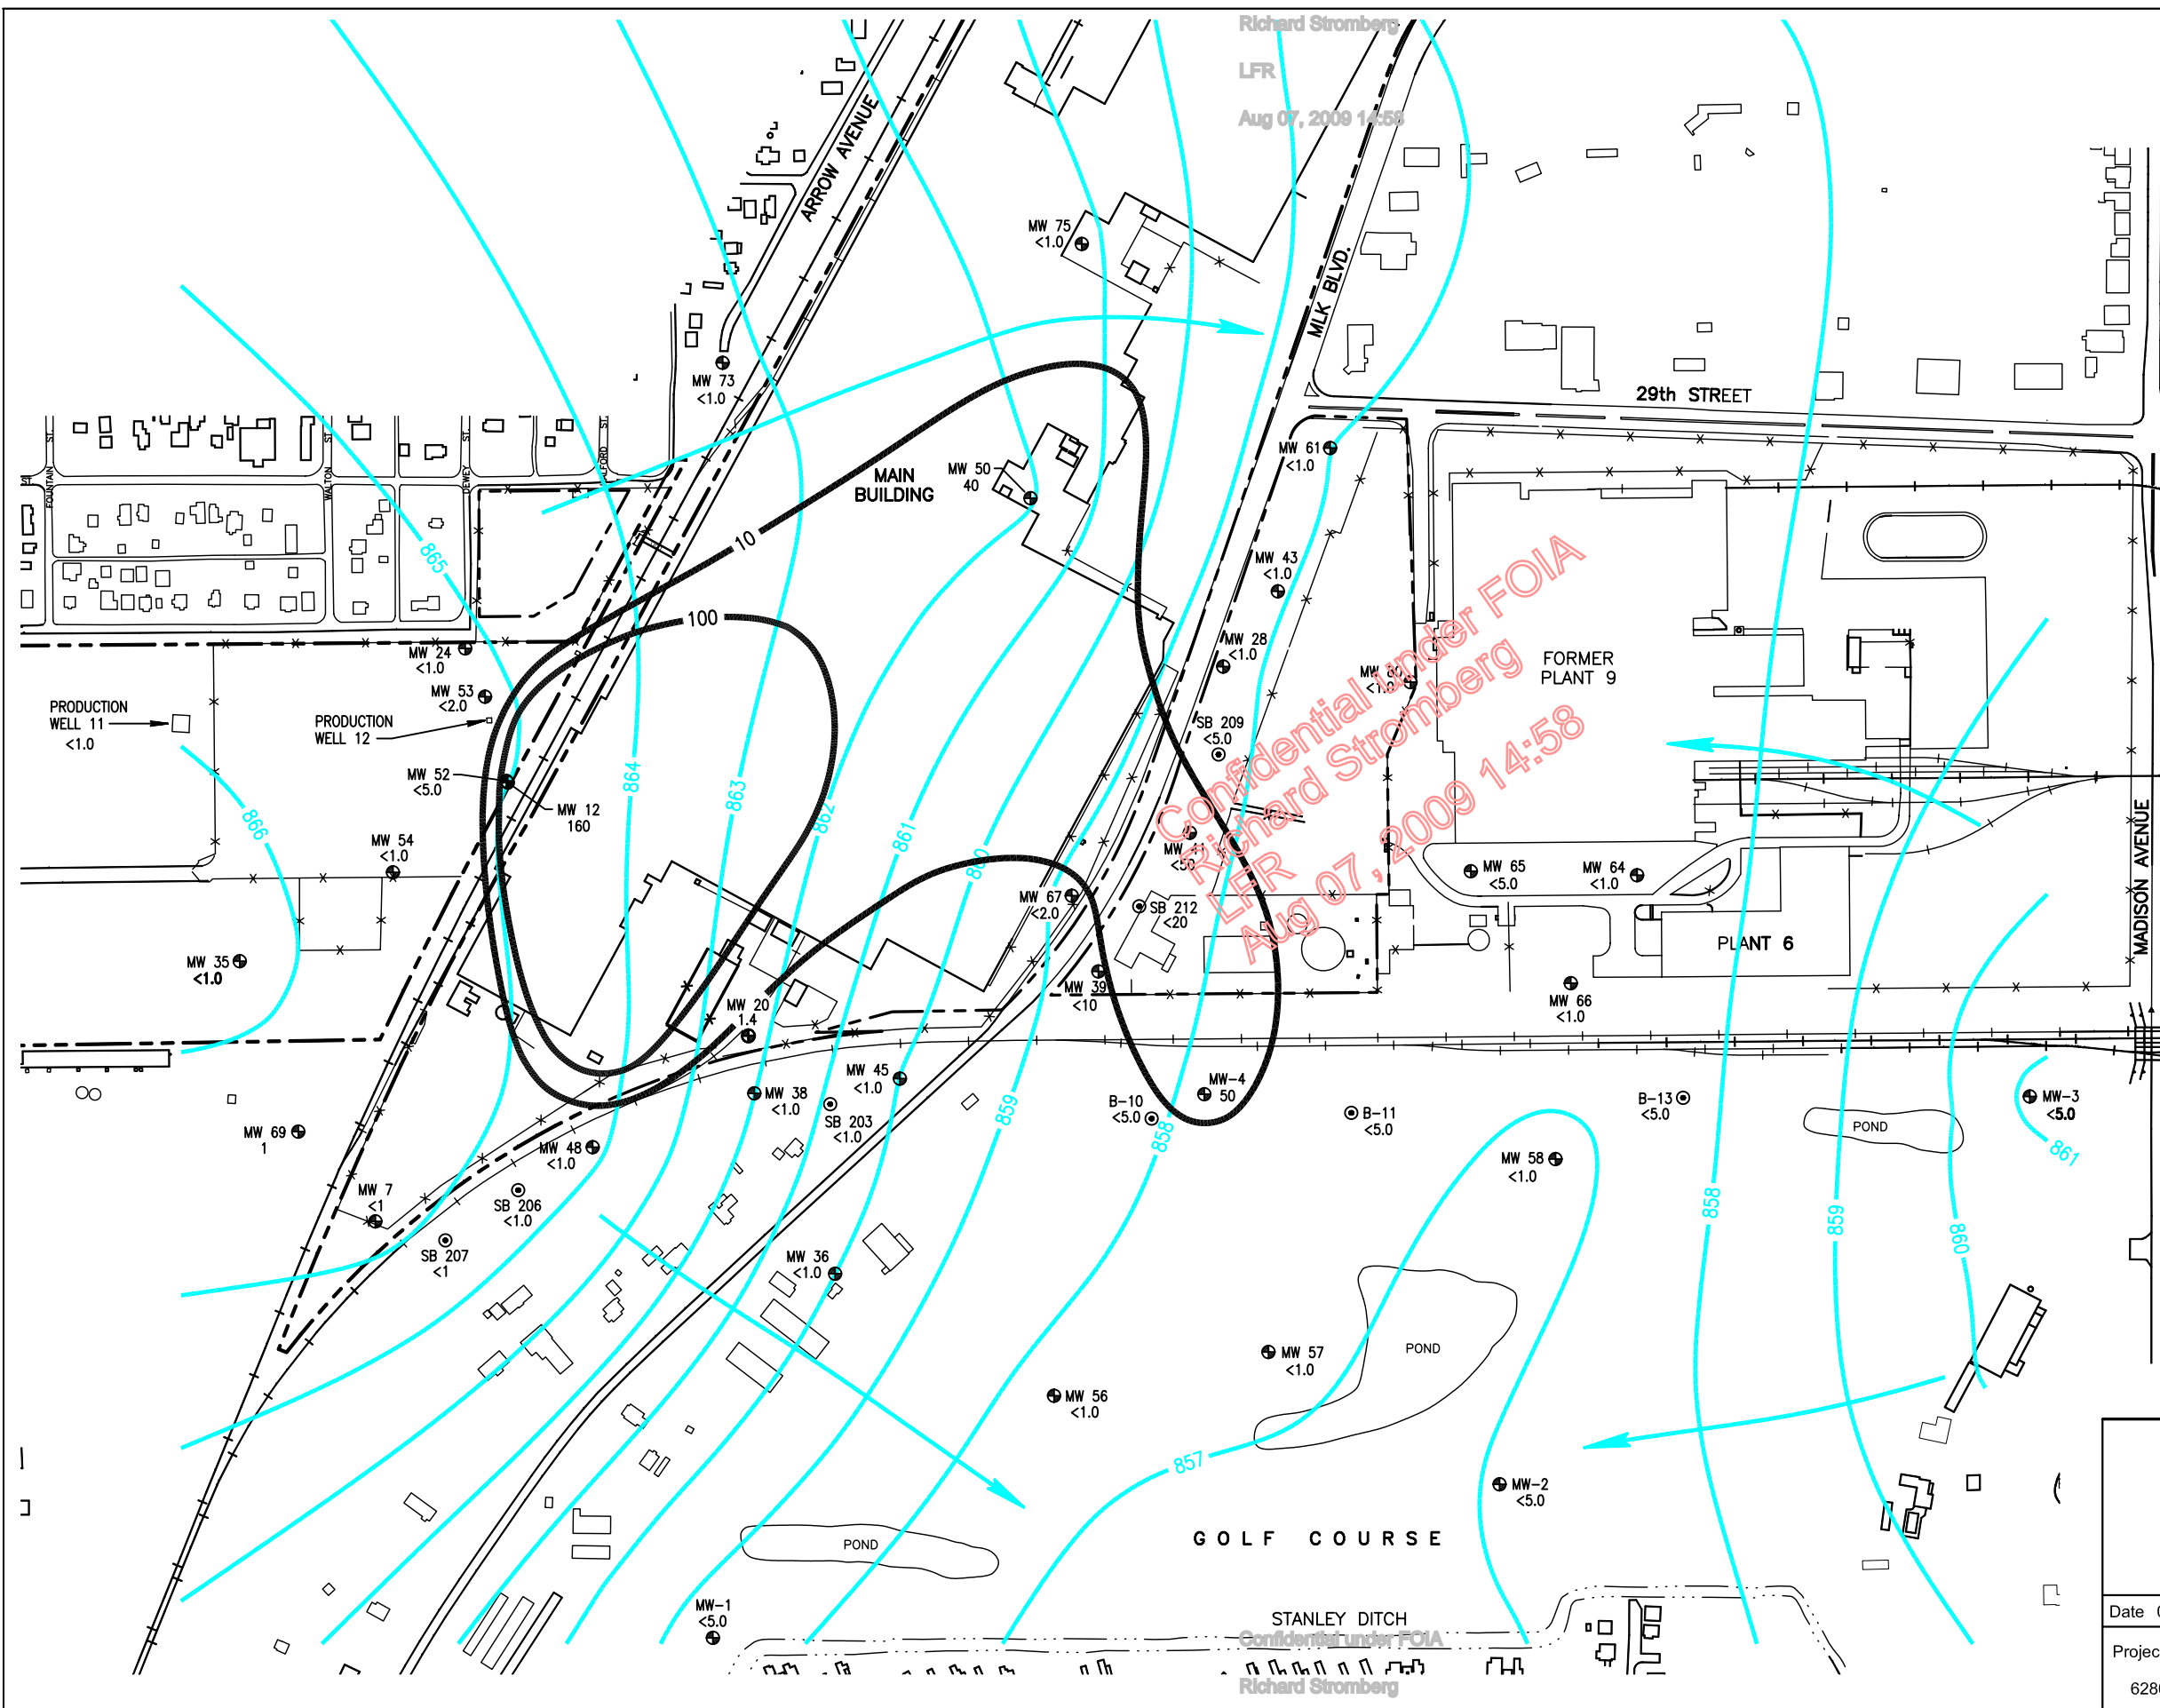 Richard Stromberg
LFR
Aug 07, 2009 14:58
ARROW AVENUE
MW 75
<1.0
MLK BLVD.
MW 73
<1.0
29th STREET
MAIN
BUILDING
MW 50
40
MW 61
<1.0
FOUNTAIN ST.
WALTON ST.
DEWEY ST.
ALFORD ST.
ST.
10
865
MW 43
<1.0
100
MW 24
<1.0
MW 28
<1.0
MW 53
<2.0
FORMER
PLANT 9
PRODUCTION
WELL 11
<1.0
PRODUCTION
WELL 12
SB 209
<5.0
Confidential under FOIA
Richard Stromberg
LFR
Aug 07, 2009 14:58
MW 52
<5.0
MW 12
160
864
863
862
861
860
866
MW 54
<1.0
MW 65
<5.0
MW 64
<1.0
MADISON AVENUE
MW 67
<2.0
SB 212
<20
PLANT 6
MW 35
<1.0
MW 39
<10
MW 66
<1.0
MW 20
1.4
MW 38
<1.0
MW 45
<1.0
SB 203
<1.0
859
858
B-10
<5.0
MW-4
50
B-11
<5.0
B-13
<5.0
MW-3
<5.0
POND
861
MW 69
1
MW 48
<1.0
MW 58
<1.0
MW 7
<1
SB 206
<1.0
SB 207
<1
858
859
860
MW 36
<1.0
MW 57
<1.0
POND
MW 56
<1.0
857
MW-2
<5.0
GOLF COURSE
POND
MW-1
<5.0
STANLEY DITCH
Confidential under FOIA
Richard Stromberg
Date
Projec
628